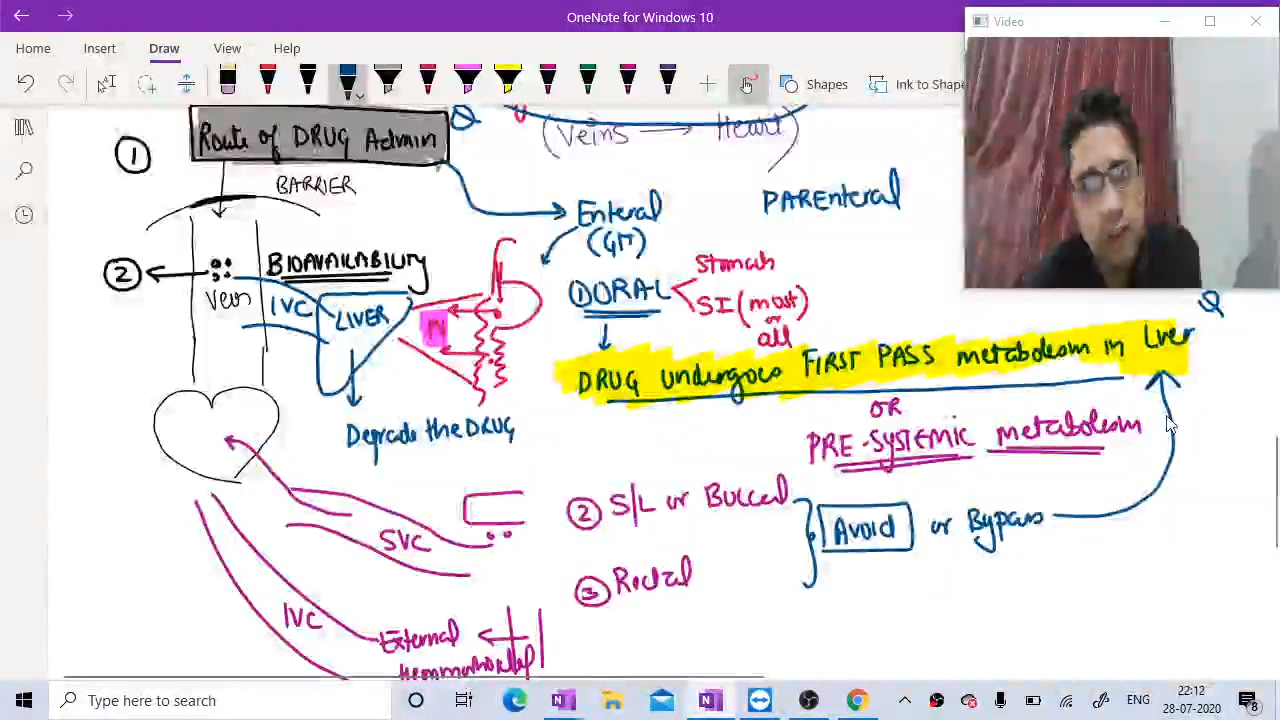 OneNote for Windows 10
Video
Home Insert Draw View Help
Shapes
Ink to Shape
(Veins → Heart)
① Route of DRUG Admin Q
BARRIER
Enteral
(GIT)
PAREnteral
② BIOAVAILABILITY
Vein
IVC
LIVER
PV
① ORAL
Stomach
SI (most
or
all
Q
DRUG undergoes FIRST PASS metabolism in Liver
OR
PRE-SYSTEMIC metabolism
Degrade the DRUG
② S/L or Buccal
Avoid or Bypass
SVC
③ Rectal
IVC
External
Type here to search
ENG
22:12
28-07-2020
8